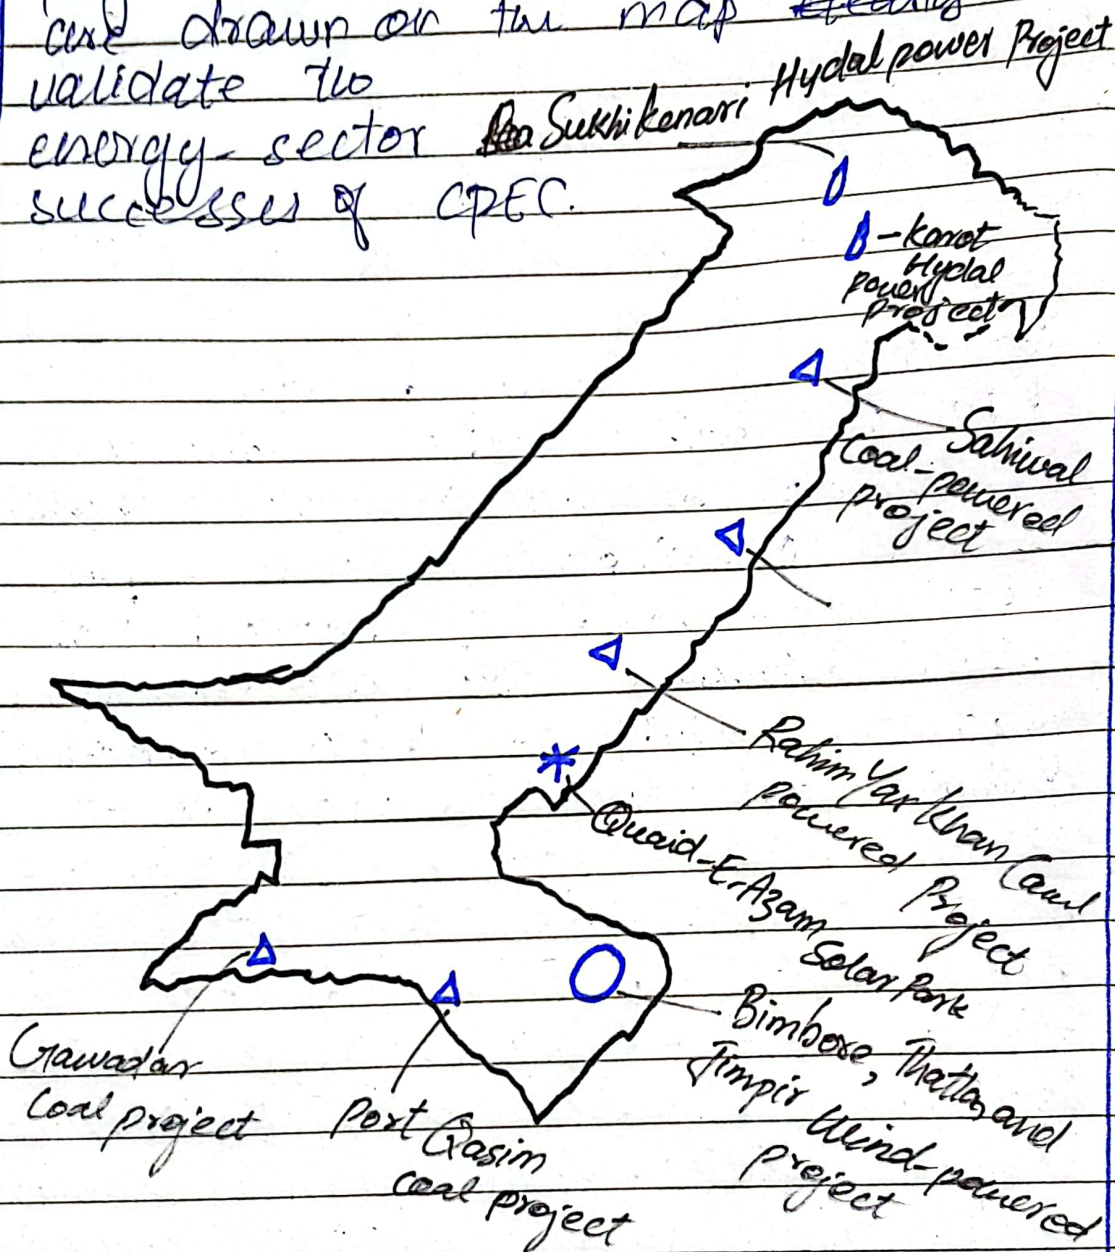 are drawn on the map
validate the
energy-sector
successes of CPEC.
Sukhi Kenari Hydal power Project
- Karot
Hydal
power
project
Sahiwal
Coal-powered
project
Rahim Yar Khan Coal
powered Project
Quaid-E-Azam
Solar Park
Bimbore, Thatta, and
Jimpir Wind-powered
project
Gawadar
Coal project
Port Qasim
coal project